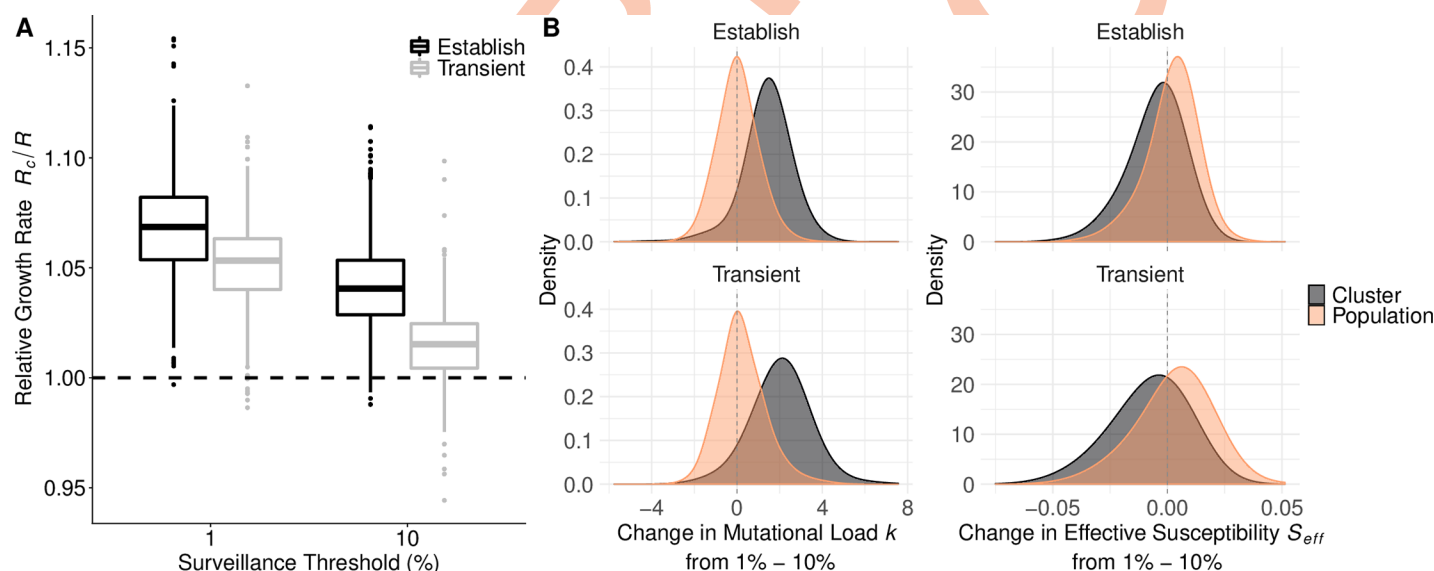 A
Relative Growth Rate R_c/R
1.15
1.10
1.05
1.00
0.95
Establish
Transient
1
10
Surveillance Threshold (%)
B
Density
Establish
0.4
0.3
0.2
0.1
0.0
Transient
0.4
0.3
0.2
0.1
0.0
−4
0
4
8
Change in Mutational Load k
from 1% − 10%
Density
Establish
30
20
10
0
Transient
30
20
10
0
−0.05
0.00
0.05
Change in Effective Susceptibility S_eff
from 1% − 10%
Cluster
Population